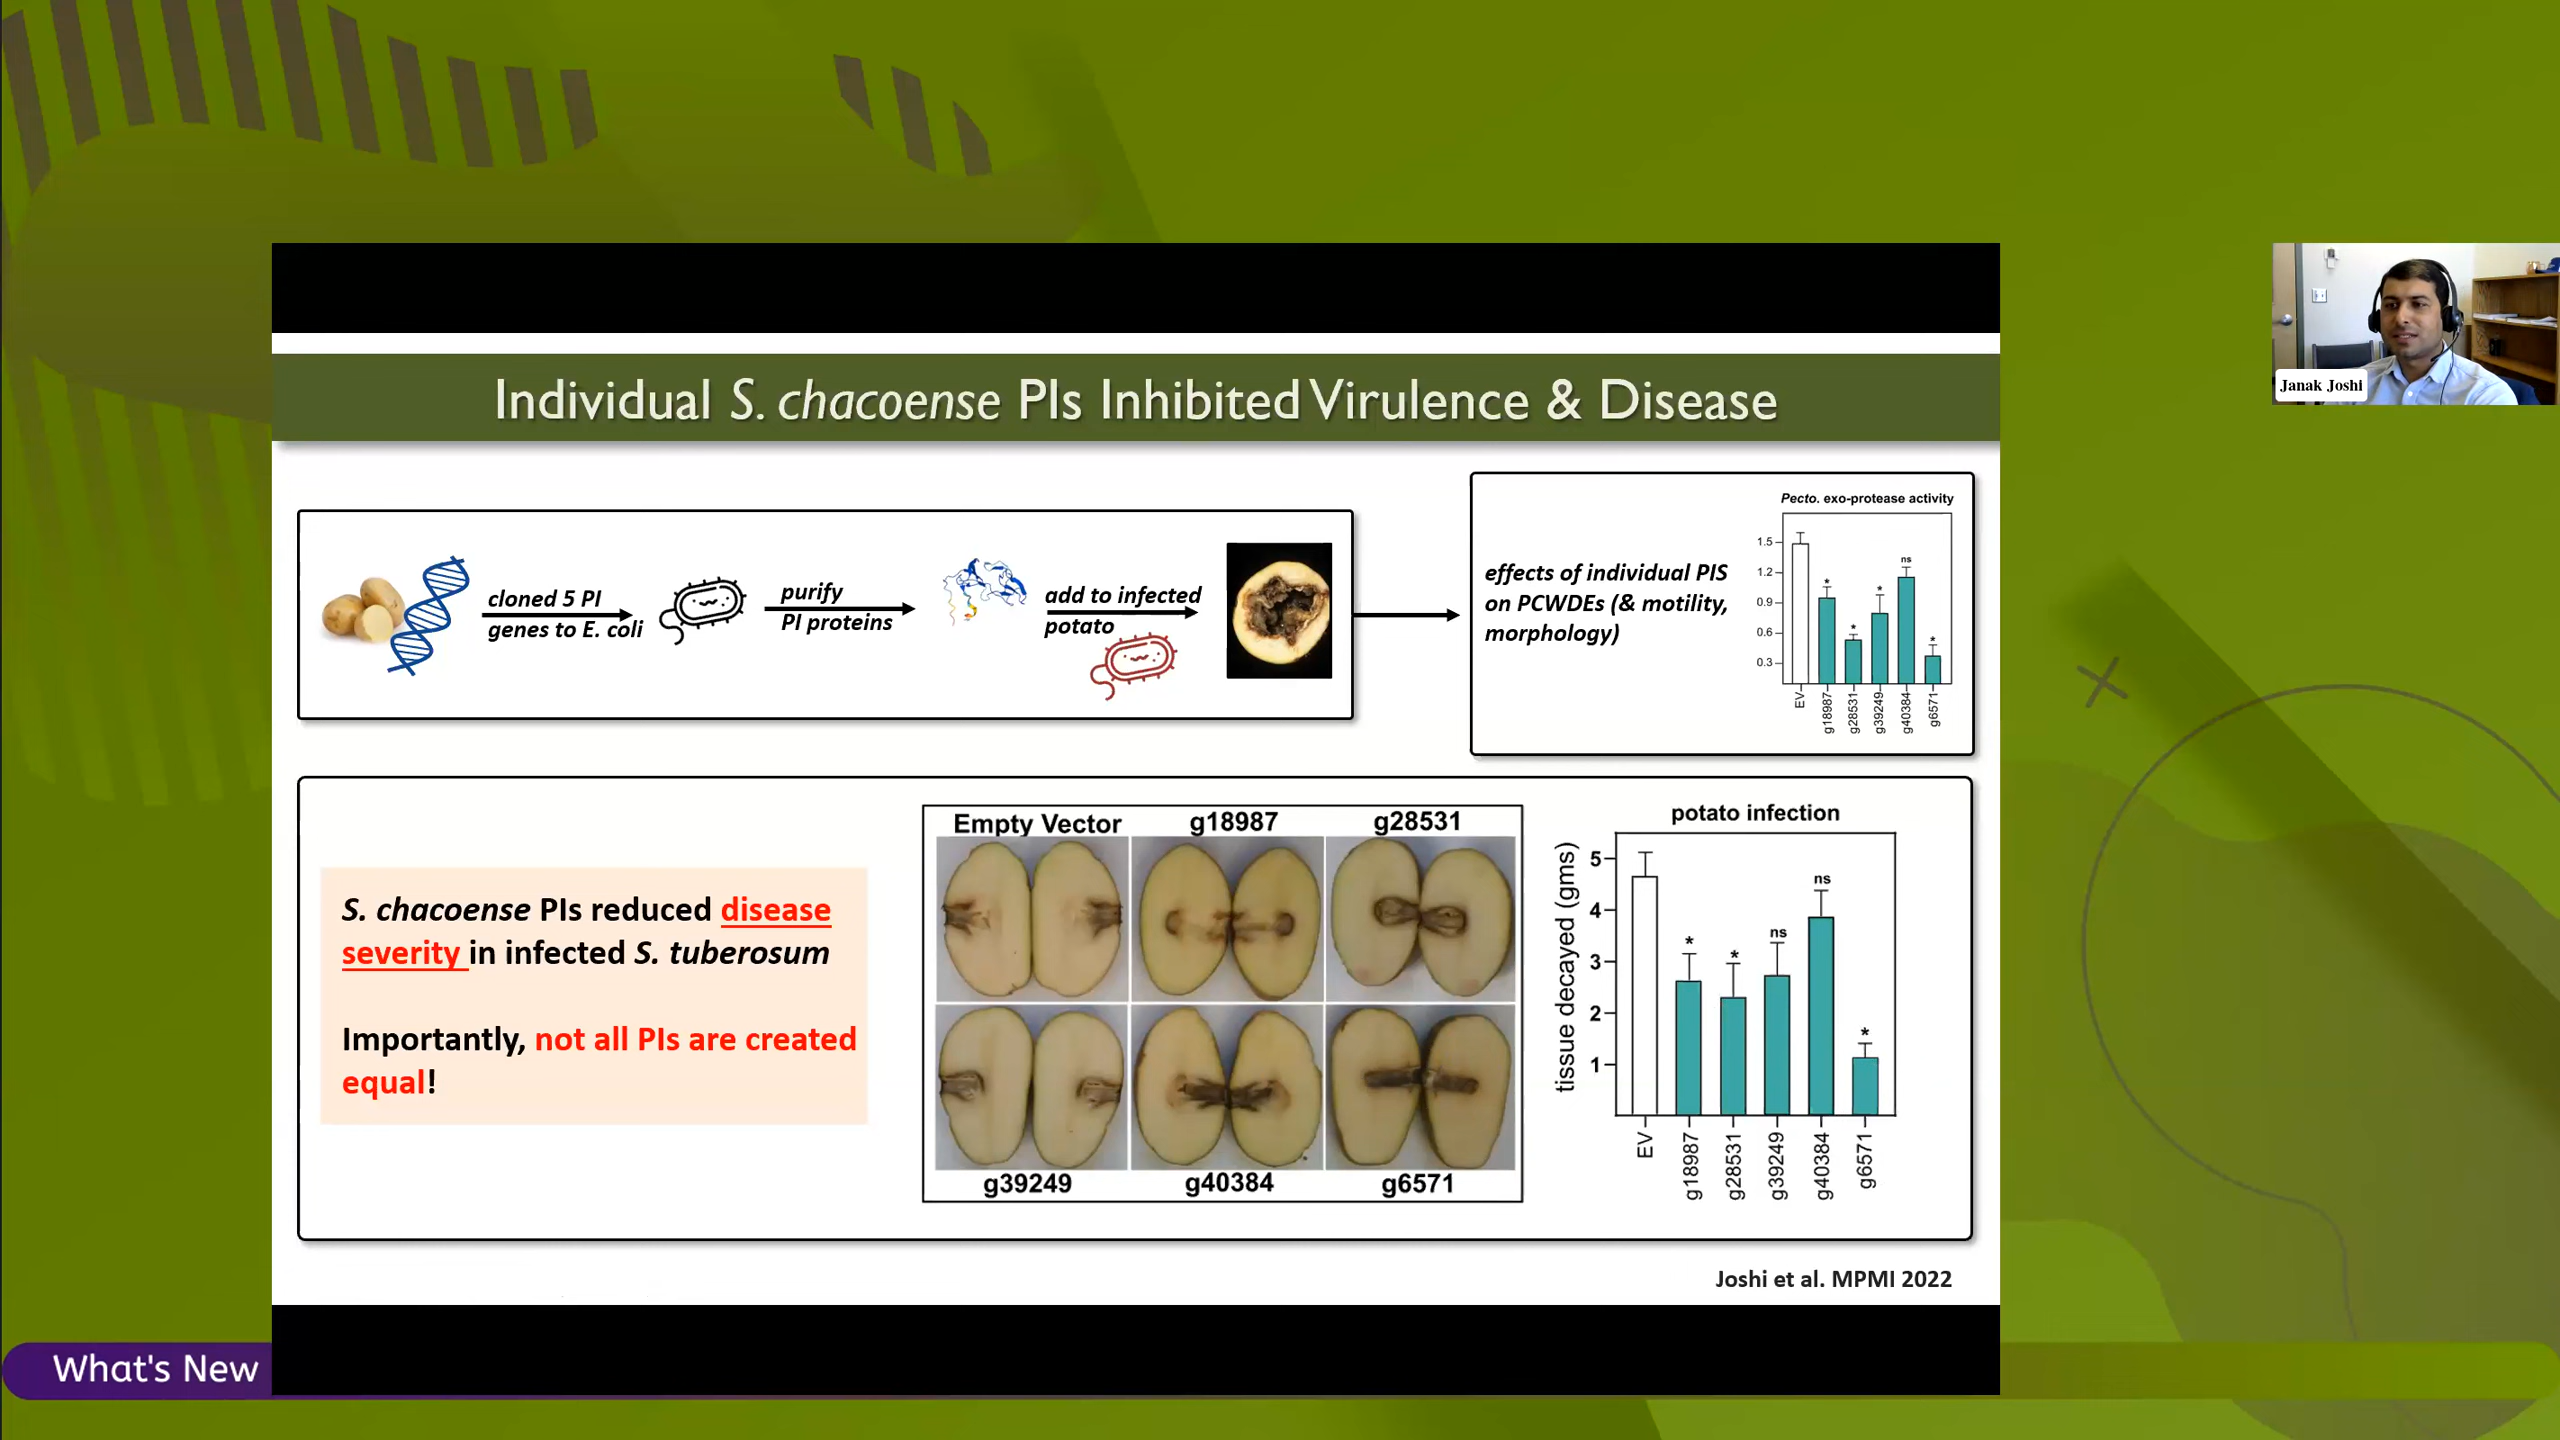 Individual S. chacoense PIs Inhibited Virulence & Disease
Janak Joshi
cloned 5 PI
genes to E. coli
purify
PI proteins
add to infected
potato
effects of individual PIS
on PCWDEs (& motility,
morphology)
Pecto. exo-protease activity
1.5
1.2
0.9
0.6
0.3
*
*
*
ns
*
EV
g18987
g28531
g39249
g40384
g6571
S. chacoense PIs reduced disease
severity in infected S. tuberosum
Importantly, not all PIs are created
equal!
Empty Vector
g18987
g28531
g39249
g40384
g6571
potato infection
tissue decayed (gms)
5
4
3
2
1
*
*
ns
ns
*
EV
g18987
g28531
g39249
g40384
g6571
Joshi et al. MPMI 2022
What's New